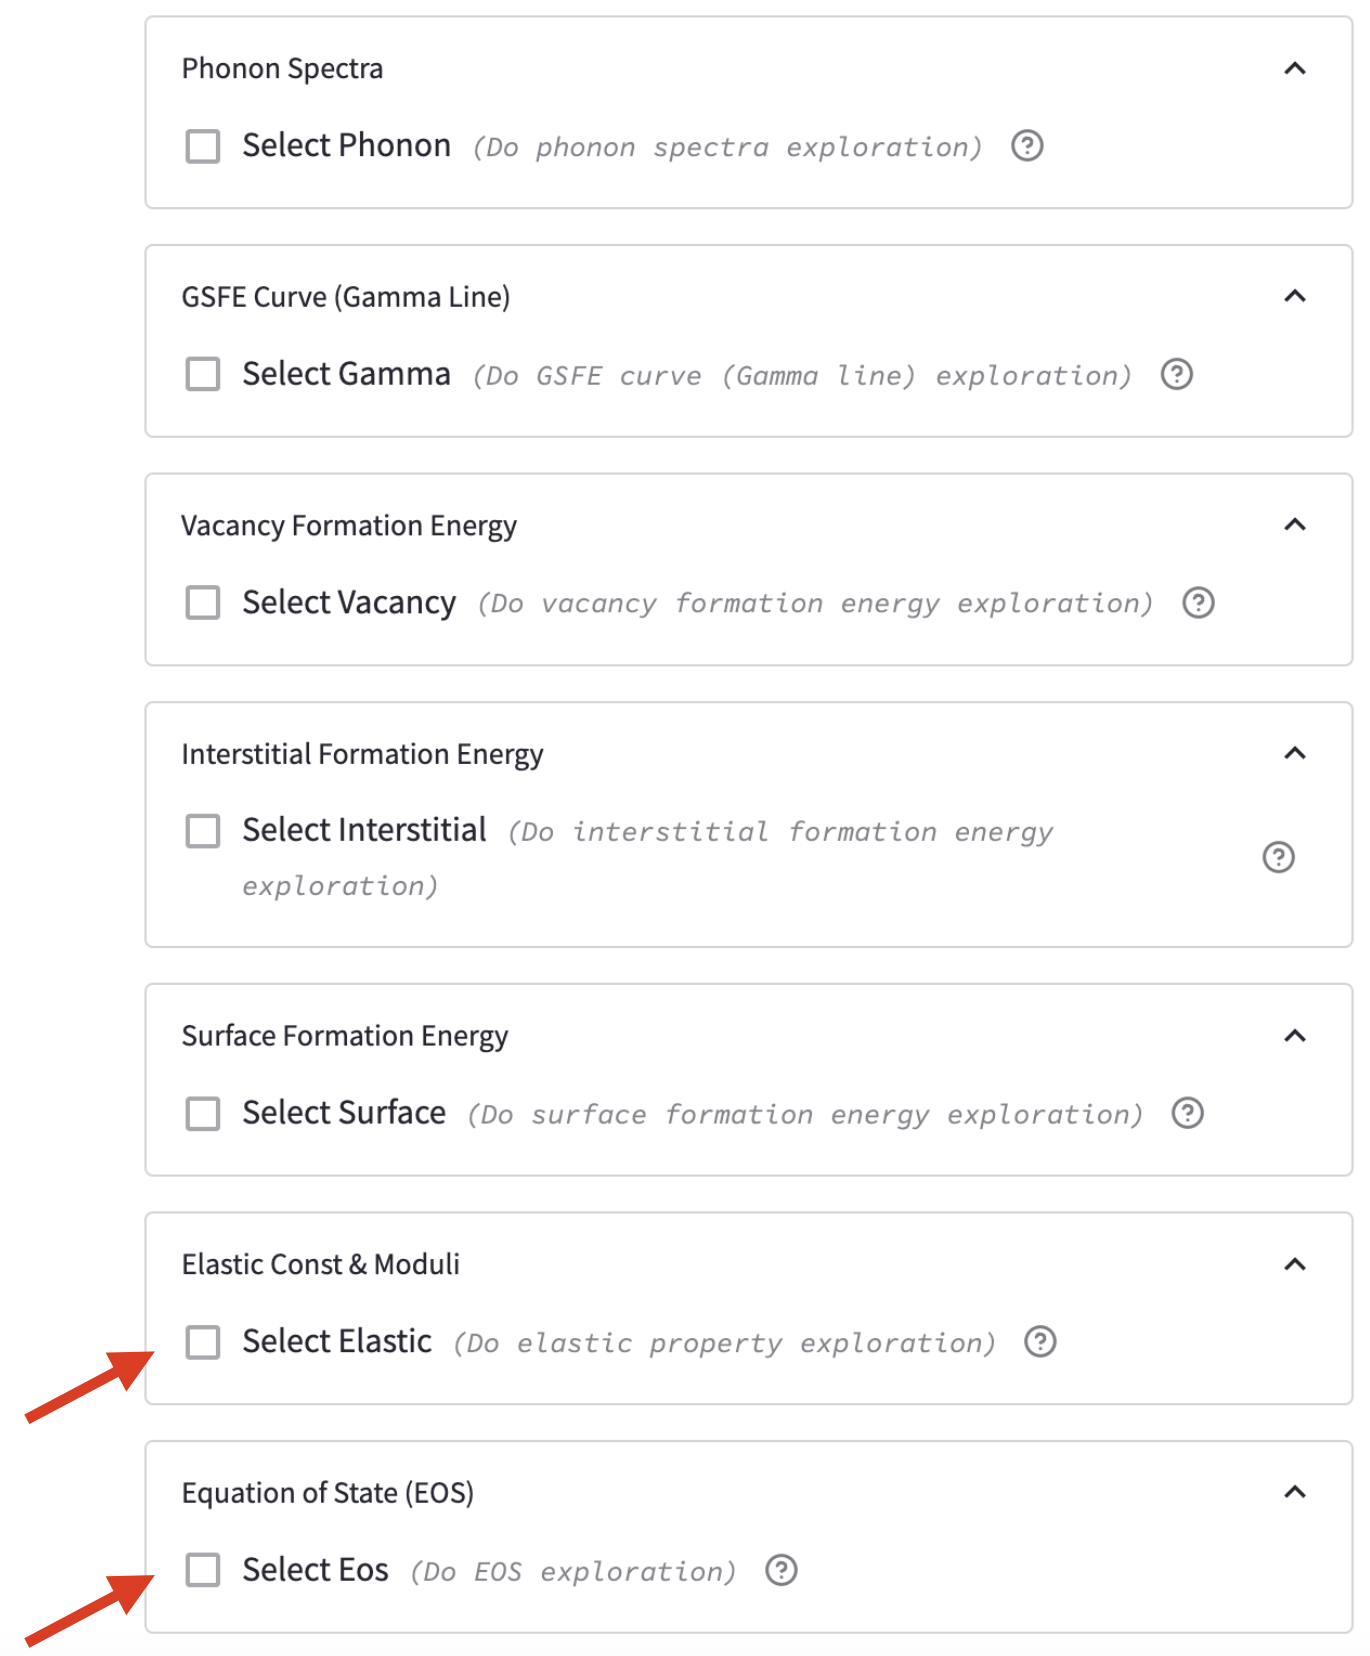 Phonon Spectra
Select Phonon (Do phonon spectra exploration)
GSFE Curve (Gamma Line)
Select Gamma (Do GSFE curve (Gamma line) exploration)
Vacancy Formation Energy
Select Vacancy (Do vacancy formation energy exploration)
Interstitial Formation Energy
Select Interstitial (Do interstitial formation energy
exploration)
Surface Formation Energy
Select Surface (Do surface formation energy exploration)
Elastic Const & Moduli
Select Elastic (Do elastic property exploration)
Equation of State (EOS)
Select Eos (Do EOS exploration)